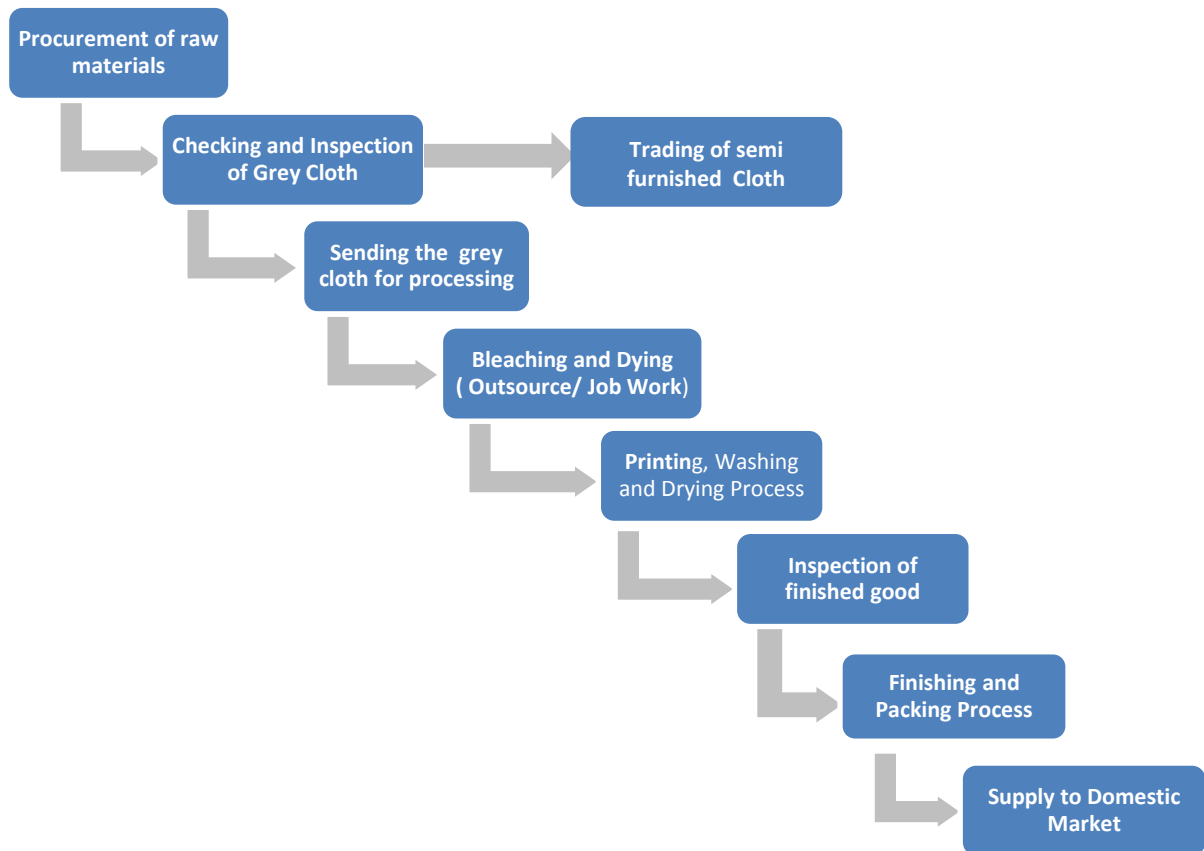 Procurement of raw
materials
Checking and Inspection
of Grey Cloth
Trading of semi
furnished Cloth
Sending the grey
cloth for processing
Bleaching and Dying
( Outsource/ Job Work)
Printing, Washing
and Drying Process
Inspection of
finished good
Finishing and
Packing Process
Supply to Domestic
Market